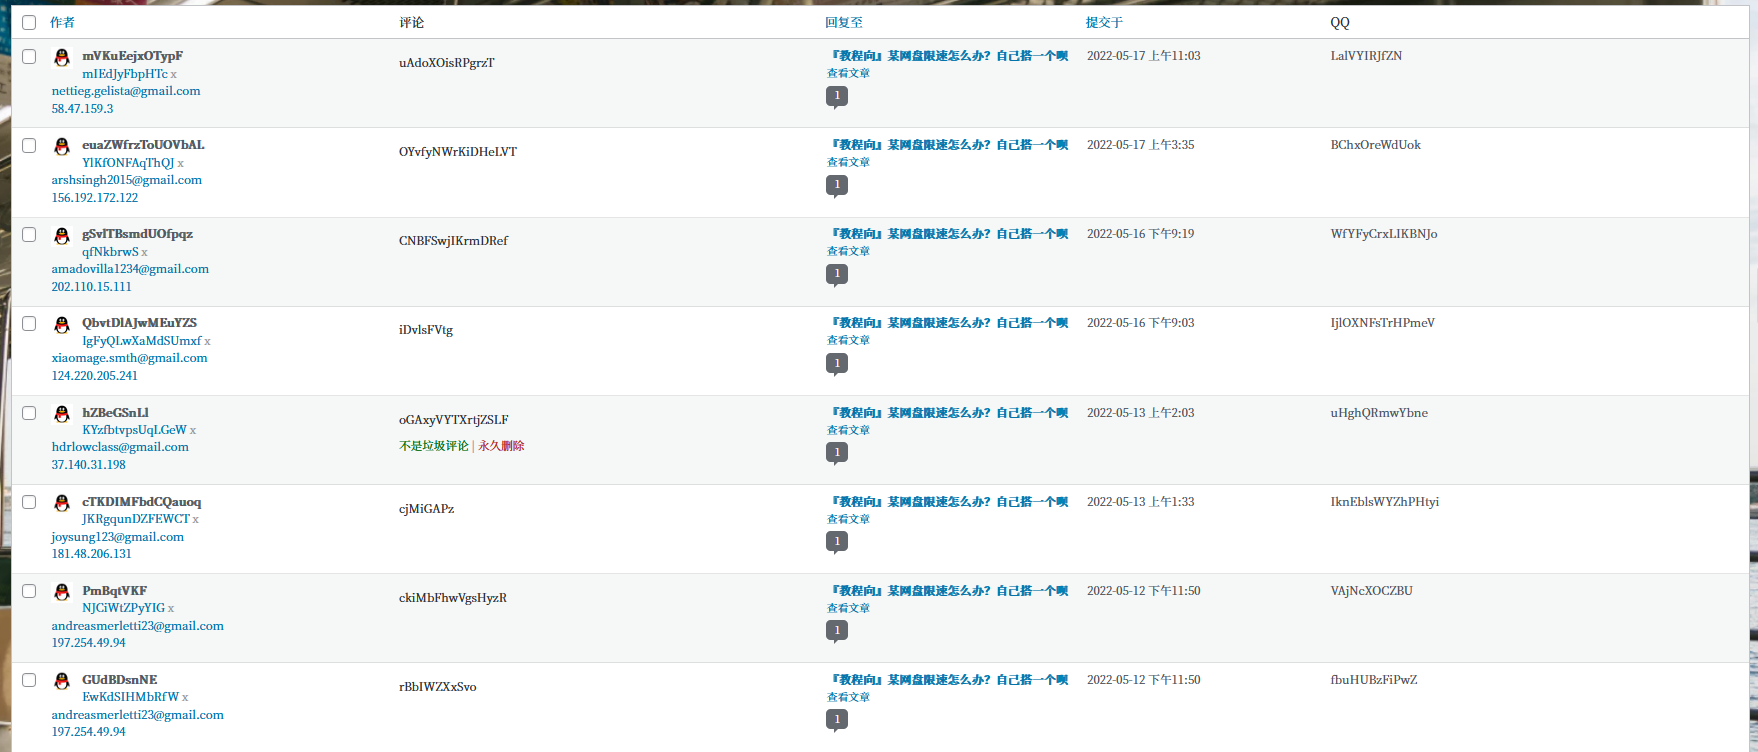 作者 评论 回复至 提交于 QQ
mVKuEejxOTypF
mIEdJyFbpHTc x
nettieg.gelista@gmail.com
58.47.159.3
uAdoXOisRPgrzT
『教程向』某网盘限速怎么办？自己搭一个呗
查看文章
1
2022-05-17 上午11:03
LalVYIRJfZN
euaZWfrzToUOVbAL
YlKfONFAqThQJ x
arshsingh2015@gmail.com
156.192.172.122
OYvfyNWrKiDHeLVT
『教程向』某网盘限速怎么办？自己搭一个呗
查看文章
1
2022-05-17 上午3:35
BChxOreWdUok
gSvlTBsmdUOfpqz
qfNkbrwS x
amadovilla1234@gmail.com
202.110.15.111
CNBFSwjIKrmDRef
『教程向』某网盘限速怎么办？自己搭一个呗
查看文章
1
2022-05-16 下午9:19
WfYFyCrxLIKBNJo
QbvtDlAJwMEuYZS
IgFyQLwXaMdSUmxf x
xiaomage.smth@gmail.com
124.220.205.241
iDvlsFVtg
『教程向』某网盘限速怎么办？自己搭一个呗
查看文章
1
2022-05-16 下午9:03
IjlOXNFsTrHPmeV
hZBeGSnLl
KYzfbtvpsUqLGeW x
hdrlowclass@gmail.com
37.140.31.198
oGAxyVYTXrtjZSLF
不是垃圾评论 | 永久删除
『教程向』某网盘限速怎么办？自己搭一个呗
查看文章
1
2022-05-13 上午2:03
uHghQRmwYbne
cTKDIMFbdCQauoq
JKRgqunDZFEWCT x
joysung123@gmail.com
181.48.206.131
cjMiGAPz
『教程向』某网盘限速怎么办？自己搭一个呗
查看文章
1
2022-05-13 上午1:33
IknEblsWYZhPHtyi
PmBqtVKF
NJCiWtZPyYIG x
andreasmerletti23@gmail.com
197.254.49.94
ckiMbFhwVgsHyzR
『教程向』某网盘限速怎么办？自己搭一个呗
查看文章
1
2022-05-12 下午11:50
VAjNcXOCZBU
GUdBDsnNE
EwKdSIHMbRfW x
andreasmerletti23@gmail.com
197.254.49.94
rBbIWZXxSvo
『教程向』某网盘限速怎么办？自己搭一个呗
查看文章
1
2022-05-12 下午11:50
fbuHUBzFiPwZ